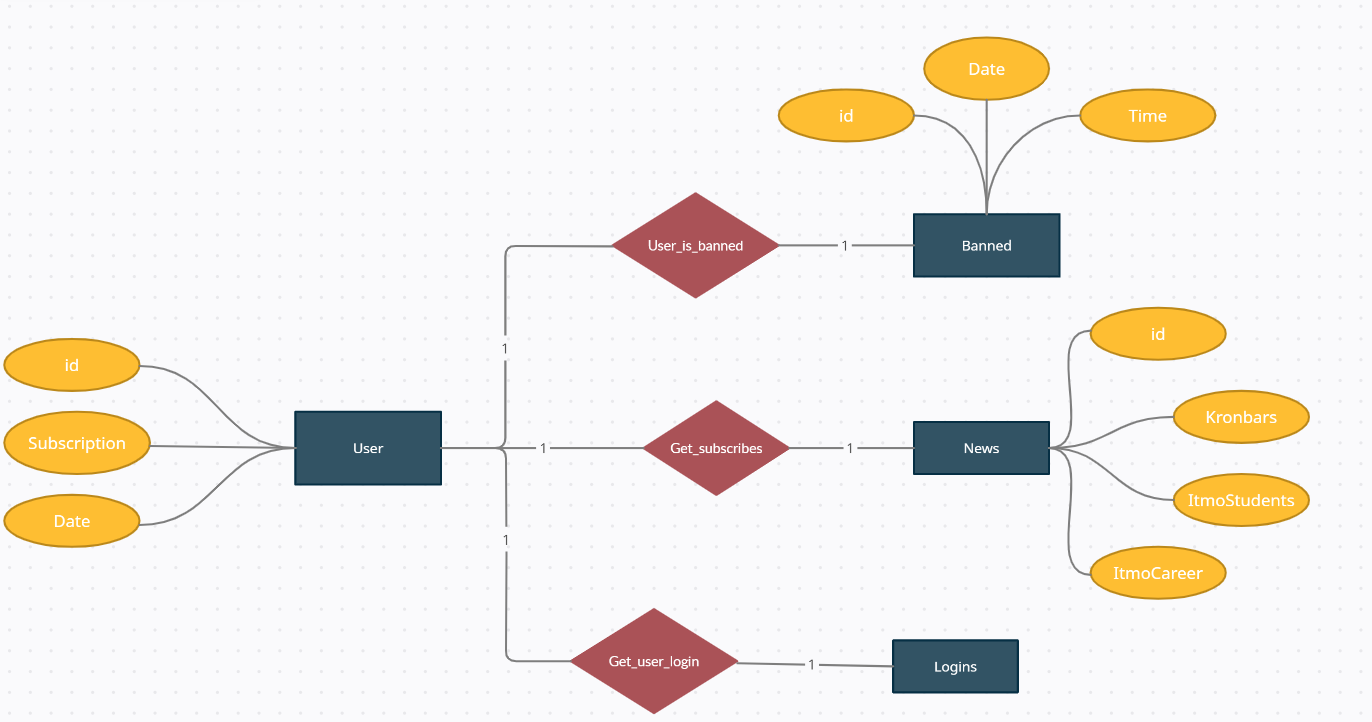 Date
id
Time
User_is_banned
1
Banned
id
1
id
Kronbars
Subscription
User
1
Get_subscribes
1
News
ItmoStudents
Date
1
ItmoCareer
Get_user_login
1
Logins